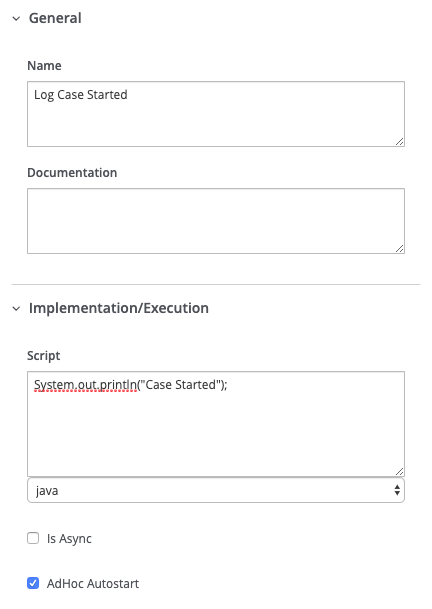 General
Name
Log Case Started
Documentation
Implementation/Execution
Script
System.out.println("Case Started");
java
Is Async
AdHoc Autostart